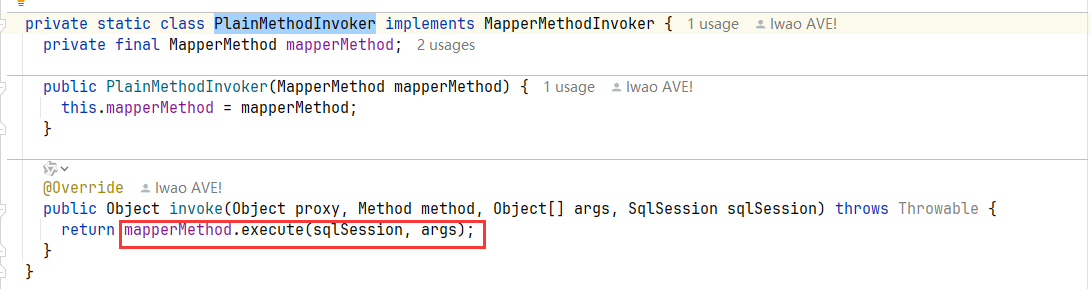 private static class PlainMethodInvoker implements MapperMethodInvoker { 1 usage Iwao AVE!
private final MapperMethod mapperMethod; 2 usages
public PlainMethodInvoker(MapperMethod mapperMethod) { 1 usage Iwao AVE!
this.mapperMethod = mapperMethod;
}
@Override Iwao AVE!
public Object invoke(Object proxy, Method method, Object[] args, SqlSession sqlSession) throws Throwable {
return mapperMethod.execute(sqlSession, args);
}
}